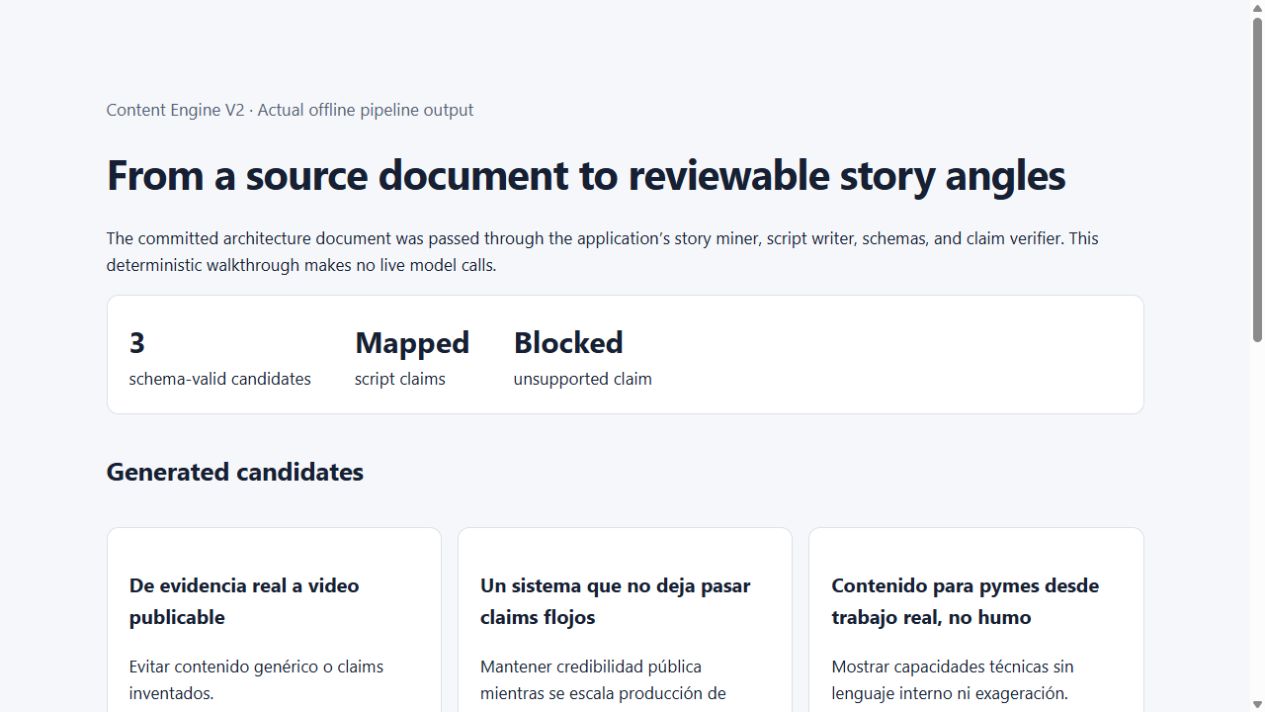 Content Engine V2 · Actual offline pipeline output
From a source document to reviewable story angles
The committed architecture document was passed through the application’s story miner, script writer, schemas, and claim verifier. This
deterministic walkthrough makes no live model calls.
3
schema-valid candidates
Mapped
script claims
Blocked
unsupported claim
Generated candidates
De evidencia real a video
publicable
Evitar contenido genérico o claims
inventados.
Un sistema que no deja pasar
claims flojos
Mantener credibilidad pública
mientras se escala producción de
Contenido para pymes desde
trabajo real, no humo
Mostrar capacidades técnicas sin
lenguaje interno ni exageración.